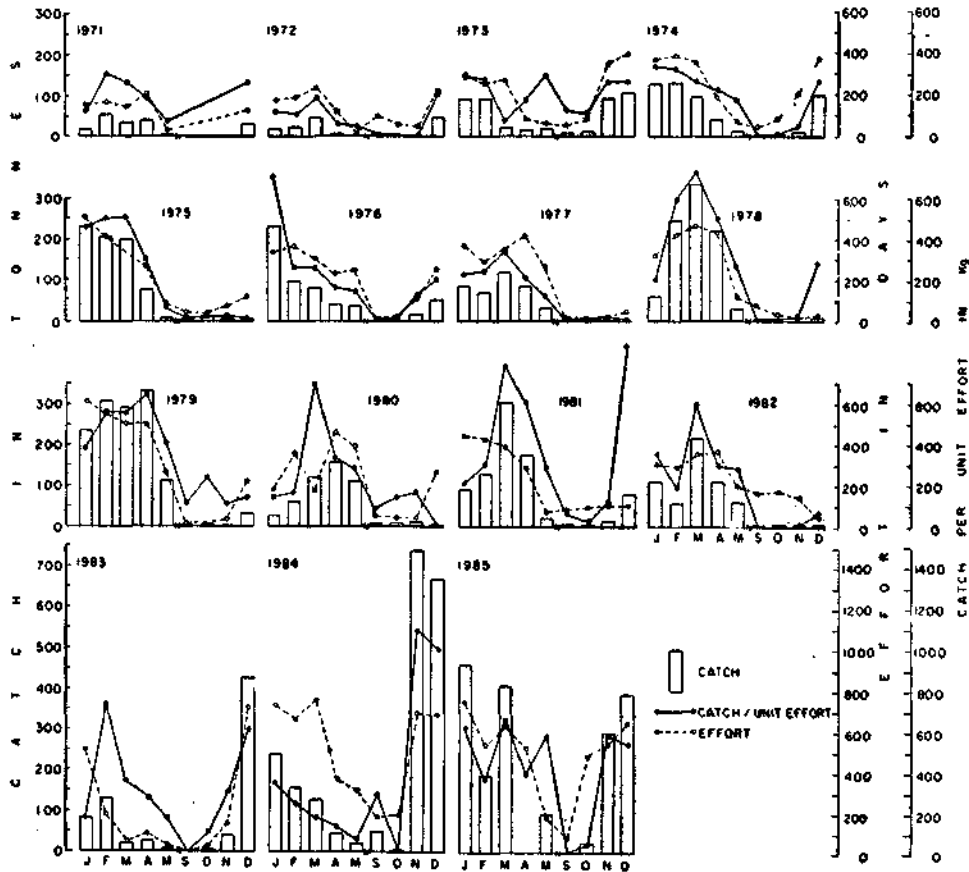 1971 1972 1973 1974
300 200 100 0
600 400 200 0
600 400 200 0
1975 1976 1977 1978
300 200 100 0
600 400 200 0
600 400 200 0
1979 1980 1981 1982
300 200 100 0
600 400 200 0
600 400 200 0
J F M A M S O N D
1983 1984 1985
700 600 500 400 300 200 100 0
1400 1200 1000 800 600 400 200 0
1400 1200 1000 800 600 400 200 0
J F M A M S O N D
J F M A M S O N D
J F M A M S O N D
CATCH IN TONNES
EFFORT IN DAYS
CATCH PER UNIT EFFORT IN Kg
CATCH
CATCH / UNIT EFFORT
EFFORT